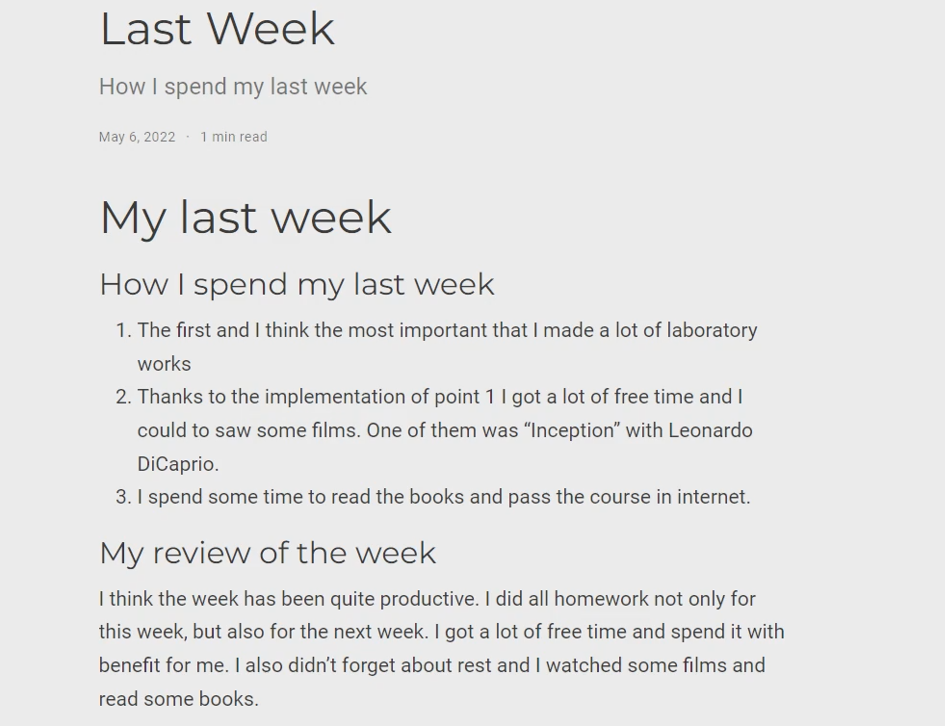 Last Week
How I spend my last week
May 6, 2022 · 1 min read
My last week
How I spend my last week
1. The first and I think the most important that I made a lot of laboratory
works
2. Thanks to the implementation of point 1 I got a lot of free time and I
could to saw some films. One of them was “Inception” with Leonardo
DiCaprio.
3. I spend some time to read the books and pass the course in internet.
My review of the week
I think the week has been quite productive. I did all homework not only for
this week, but also for the next week. I got a lot of free time and spend it with
benefit for me. I also didn’t forget about rest and I watched some films and
read some books.